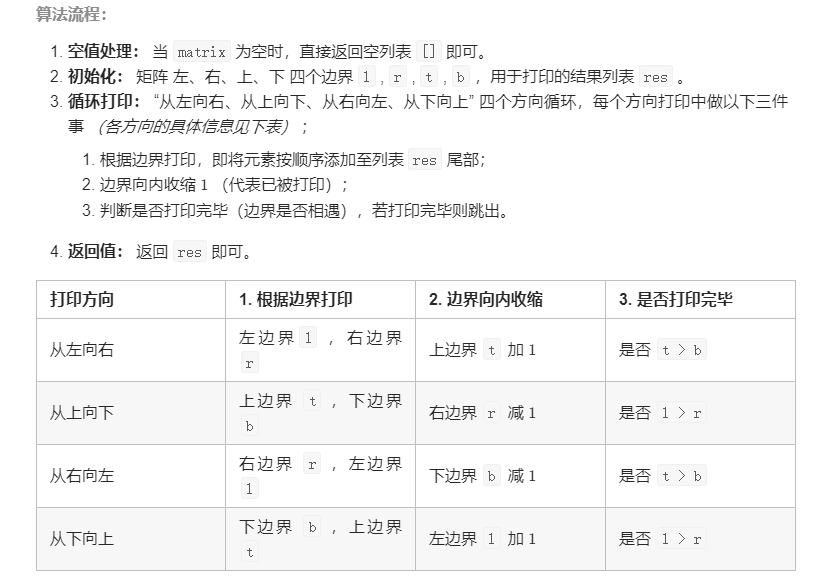 算法流程：
1. 空值处理： 当 matrix 为空时，直接返回空列表 [] 即可。
2. 初始化： 矩阵 左、右、上、下 四个边界 l , r , t , b ，用于打印的结果列表 res 。
3. 循环打印： “从左向右、从上向下、从右向左、从下向上” 四个方向循环，每个方向打印中做以下三件
事 （各方向的具体信息见下表） ；
1. 根据边界打印，即将元素按顺序添加至列表 res 尾部；
2. 边界向内收缩 1 （代表已被打印）；
3. 判断是否打印完毕（边界是否相遇），若打印完毕则跳出。
4. 返回值： 返回 res 即可。
打印方向 1. 根据边界打印 2. 边界向内收缩 3. 是否打印完毕
从左向右 左边界 l ，右边界 r 上边界 t 加 1 是否 t > b
从上向下 上边界 t ，下边界 b 右边界 r 减 1 是否 l > r
从右向左 右边界 r ，左边界 l 下边界 b 减 1 是否 t > b
从下向上 下边界 b ，上边界 t 左边界 l 加 1 是否 l > r